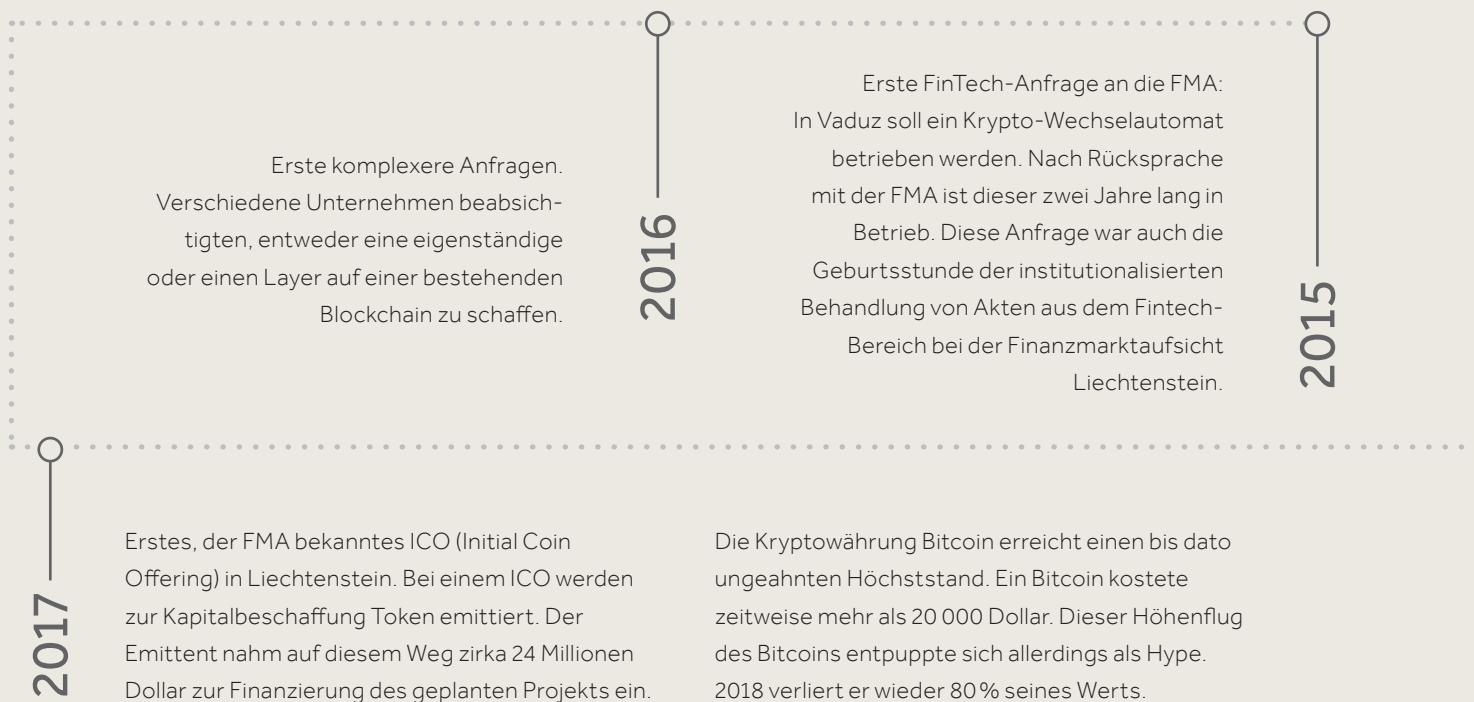 2015
Erste FinTech-Anfrage an die FMA:
In Vaduz soll ein Krypto-Wechselautomat
betrieben werden. Nach Rücksprache
mit der FMA ist dieser zwei Jahre lang in
Betrieb. Diese Anfrage war auch die
Geburtsstunde der institutionalisierten
Behandlung von Akten aus dem Fintech-
Bereich bei der Finanzmarktaufsicht
Liechtenstein.
2016
Erste komplexere Anfragen.
Verschiedene Unternehmen beabsich-
tigten, entweder eine eigenständige
oder einen Layer auf einer bestehenden
Blockchain zu schaffen.
2017
Erstes, der FMA bekanntes ICO (Initial Coin
Offering) in Liechtenstein. Bei einem ICO werden
zur Kapitalbeschaffung Token emittiert. Der
Emittent nahm auf diesem Weg zirka 24 Millionen
Dollar zur Finanzierung des geplanten Projekts ein.
Die Kryptowährung Bitcoin erreicht einen bis dato
ungeahnten Höchststand. Ein Bitcoin kostete
zeitweise mehr als 20 000 Dollar. Dieser Höhenflug
des Bitcoins entpuppte sich allerdings als Hype.
2018 verliert er wieder 80 % seines Werts.